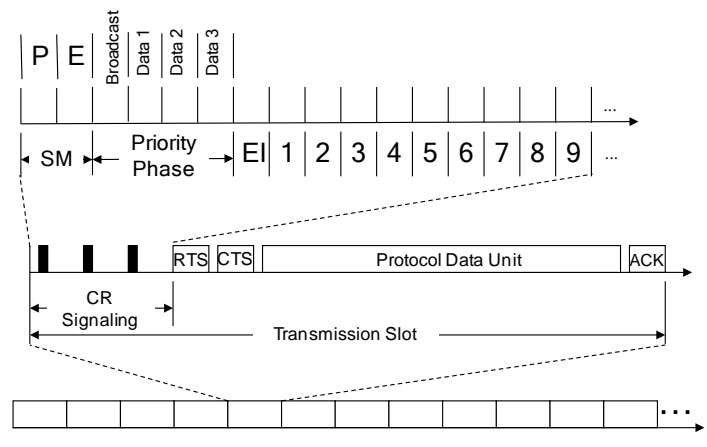 P E Broadcast Data 1 Data 2 Data 3
...
SM Priority Phase EI 1 2 3 4 5 6 7 8 9 ...
RTS CTS Protocol Data Unit ACK
CR Signaling
Transmission Slot
...